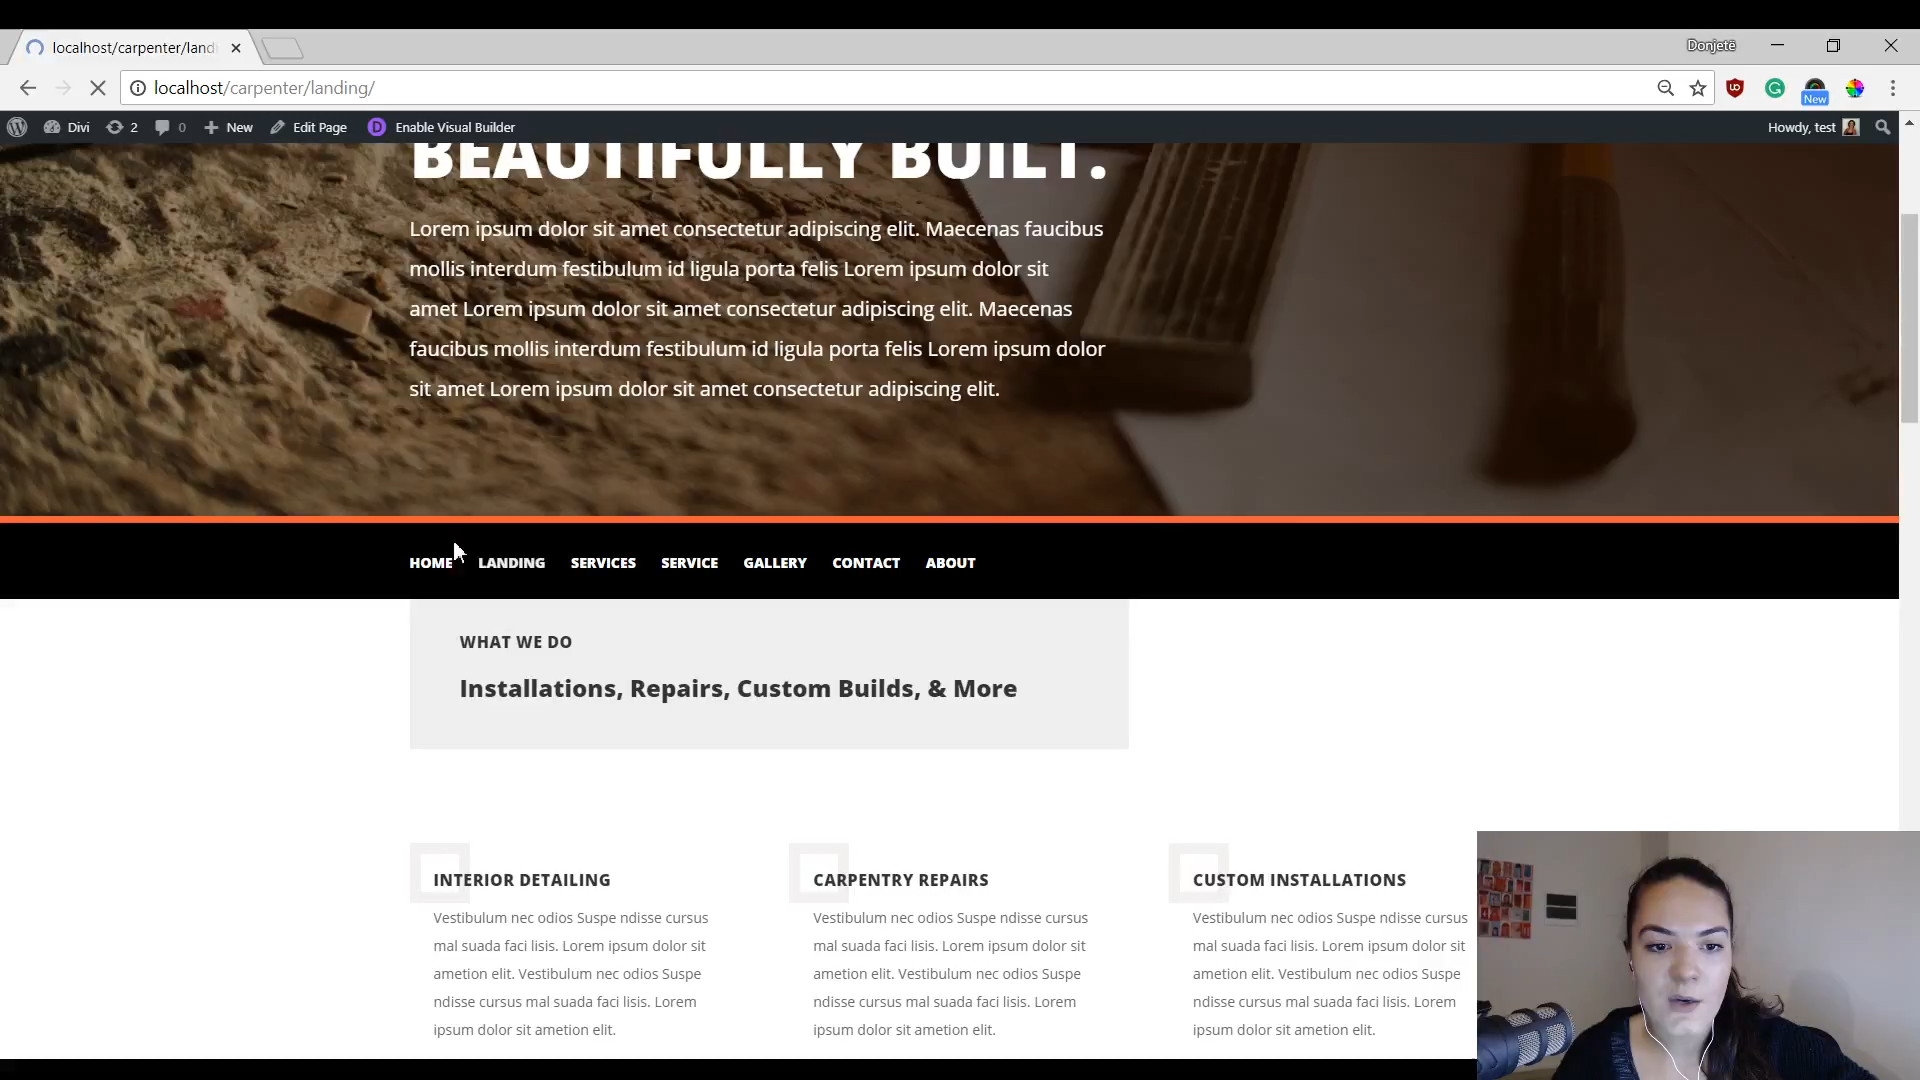 localhost/carpenter/land
Donjetë
localhost/carpenter/landing/
New
Divi 2 0 New Edit Page D Enable Visual Builder
Howdy, test
BEAUTIFULLY BUILT.
Lorem ipsum dolor sit amet consectetur adipiscing elit. Maecenas faucibus
mollis interdum festibulum id ligula porta felis Lorem ipsum dolor sit
amet Lorem ipsum dolor sit amet consectetur adipiscing elit. Maecenas
faucibus mollis interdum festibulum id ligula porta felis Lorem ipsum dolor
sit amet Lorem ipsum dolor sit amet consectetur adipiscing elit.
HOME LANDING SERVICES SERVICE GALLERY CONTACT ABOUT
WHAT WE DO
Installations, Repairs, Custom Builds, & More
INTERIOR DETAILING
Vestibulum nec odios Suspe ndisse cursus
mal suada faci lisis. Lorem ipsum dolor sit
ametion elit. Vestibulum nec odios Suspe
ndisse cursus mal suada faci lisis. Lorem
ipsum dolor sit ametion elit.
CARPENTRY REPAIRS
Vestibulum nec odios Suspe ndisse cursus
mal suada faci lisis. Lorem ipsum dolor sit
ametion elit. Vestibulum nec odios Suspe
ndisse cursus mal suada faci lisis. Lorem
ipsum dolor sit ametion elit.
CUSTOM INSTALLATIONS
Vestibulum nec odios Suspe ndisse cursus
mal suada faci lisis. Lorem ipsum dolor sit
ametion elit. Vestibulum nec odios Suspe
ndisse cursus mal suada faci lisis. Lorem
ipsum dolor sit ametion elit.